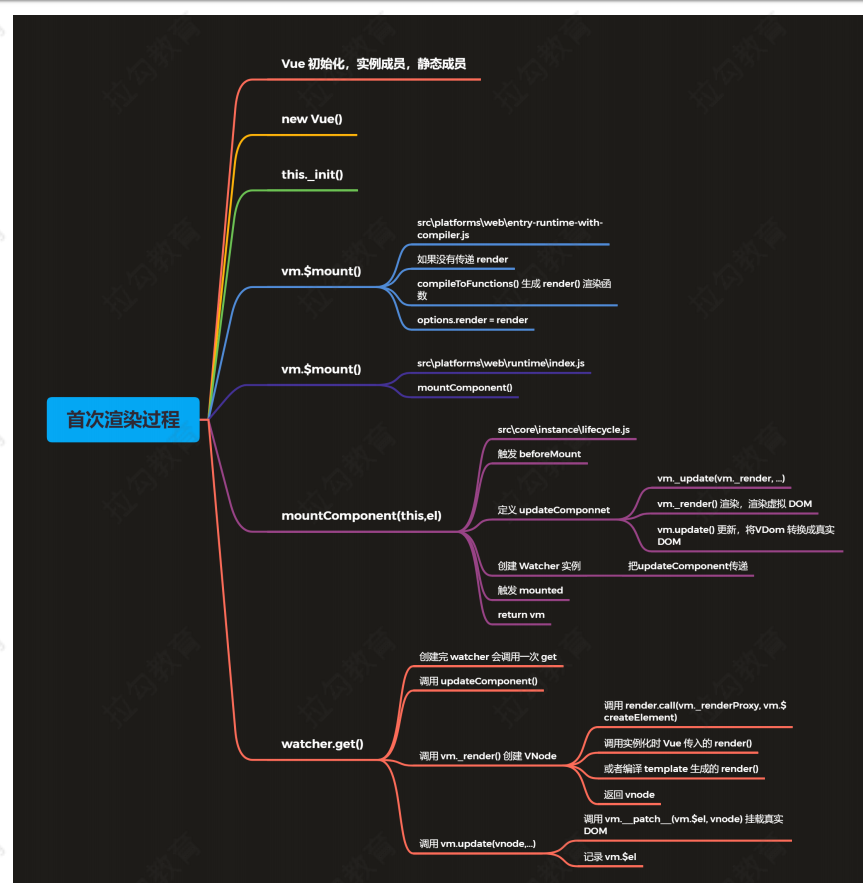 Vue 初始化，实例成员，静态成员
new Vue()
this._init()
vm.$mount()
src\platforms\web\entry-runtime-with-
compiler.js
如果没有传递 render
compileToFunctions() 生成 render() 渲染函
数
options.render = render
vm.$mount()
src\platforms\web\runtime\index.js
mountComponent()
首次渲染过程
mountComponent(this,el)
src\core\instance\lifecycle.js
触发 beforeMount
定义 updateComponnet
vm._update(vm._render, ...)
vm._render() 渲染，渲染虚拟 DOM
vm.update() 更新，将VDom 转换成真实
DOM
创建 Watcher 实例
把updateComponent传递
触发 mounted
return vm
watcher.get()
创建完 watcher 会调用一次 get
调用 updateComponent()
调用 vm._render() 创建 VNode
调用 render.call(vm._renderProxy, vm.$
createElement)
调用实例化时 Vue 传入的 render()
或者编译 template 生成的 render()
返回 vnode
调用 vm.update(vnode,...)
调用 vm.__patch__(vm.$el, vnode) 挂载真实
DOM
记录 vm.$el
拉勾教育